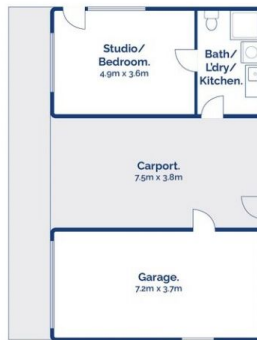 Studio/
Bedroom.
4.9m x 3.6m
Bath/
L'dry/
Kitchen.
Carport.
7.5m x 3.8m
Garage.
7.2m x 3.7m